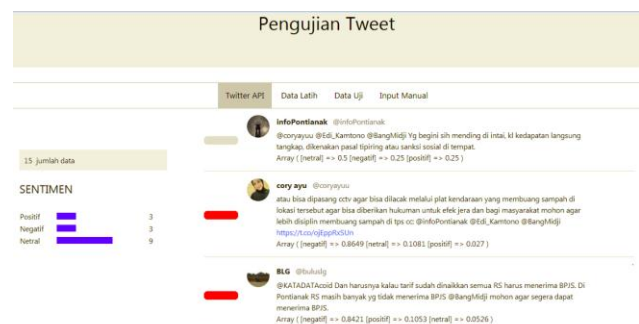 Pengujian Tweet
Twitter API Data Latih Data Uji Input Manual
15 jumlah data
SENTIMEN
Positif 3
Negatif 3
Netral 9
infoPontianak @infoPontianak
@coryayuu @Edi_Kamtono @BangMidji Yg begini sih mending di intai, kl kedapatan langsung
tangkap, dikenakan pasal tipiring atau sanksi sosial di tempat.
Array ( [netral] => 0.5 [negatif] => 0.25 [positif] => 0.25 )
cory ayu @coryayuu
atau bisa dipasang cctv agar bisa dilacak melalui plat kendaraan yang membuang sampah di
lokasi tersebut agar bisa diberikan hukuman untuk efek jera dan bagi masyarakat mohon agar
lebih disiplin membuang sampah di tps cc @infoPontianak @Edi_Kamtono @BangMidji
https://t.co/ojEppRxSUn
Array ( [negatif] => 0.8649 [netral] => 0.1081 [positif] => 0.027 )
BLG @buluslg
@KATADATAcoid Dan harusnya kalau tarif sudah dinaikkan semua RS harus menerima BPJS. Di
Pontianak RS masih banyak yg tidak menerima BPJS @BangMidji mohon agar segera dapat
menerima BPJS.
Array ( [negatif] => 0.8421 [positif] => 0.1053 [netral] => 0.0526 )